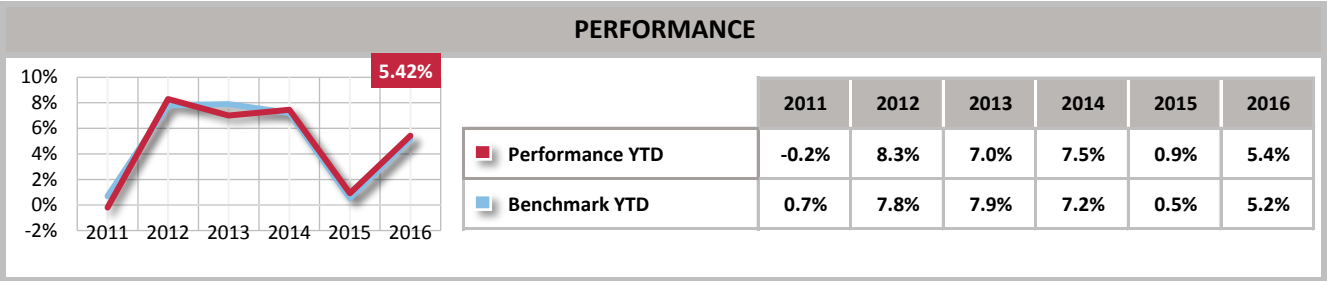 PERFORMANCE
5.42%
10%
8%
6%
4%
2%
0%
-2%
2011 2012 2013 2014 2015 2016
2011 2012 2013 2014 2015 2016
Performance YTD -0.2% 8.3% 7.0% 7.5% 0.9% 5.4%
Benchmark YTD 0.7% 7.8% 7.9% 7.2% 0.5% 5.2%